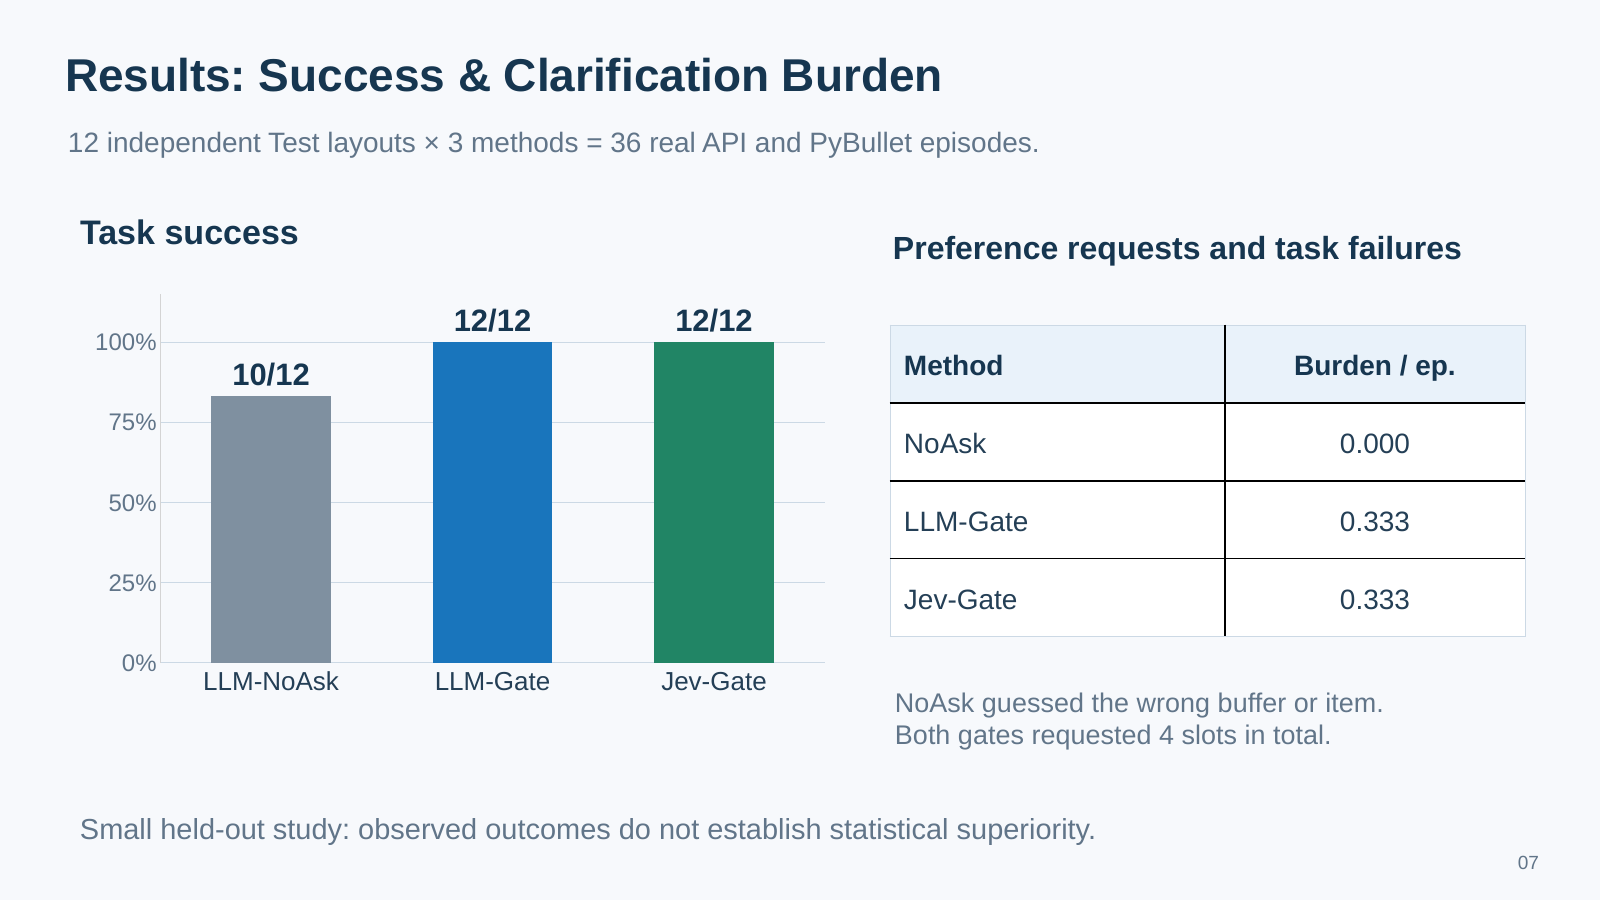 Results: Success & Clarification Burden
12 independent Test layouts × 3 methods = 36 real API and PyBullet episodes.
Task success
12/12
12/12
10/12
100%
75%
50%
25%
0%
LLM-NoAsk
LLM-Gate
Jev-Gate
Preference requests and task failures
Method Burden / ep.
NoAsk 0.000
LLM-Gate 0.333
Jev-Gate 0.333
NoAsk guessed the wrong buffer or item.
Both gates requested 4 slots in total.
Small held-out study: observed outcomes do not establish statistical superiority.
07